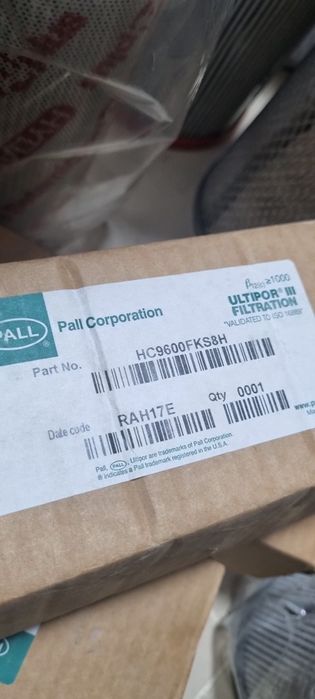 PALL
Pall Corporation
ULTIPOR® III
FILTRATION
"VALIDATED TO ISO 16889"
Part No.
HC9600FKS8H
Date code
RAH17E
Qty
0001
Pall, PALL, Ultipor are trademarks of Pall Corporation.
® indicates a Pall trademark registered in the U.S.A.